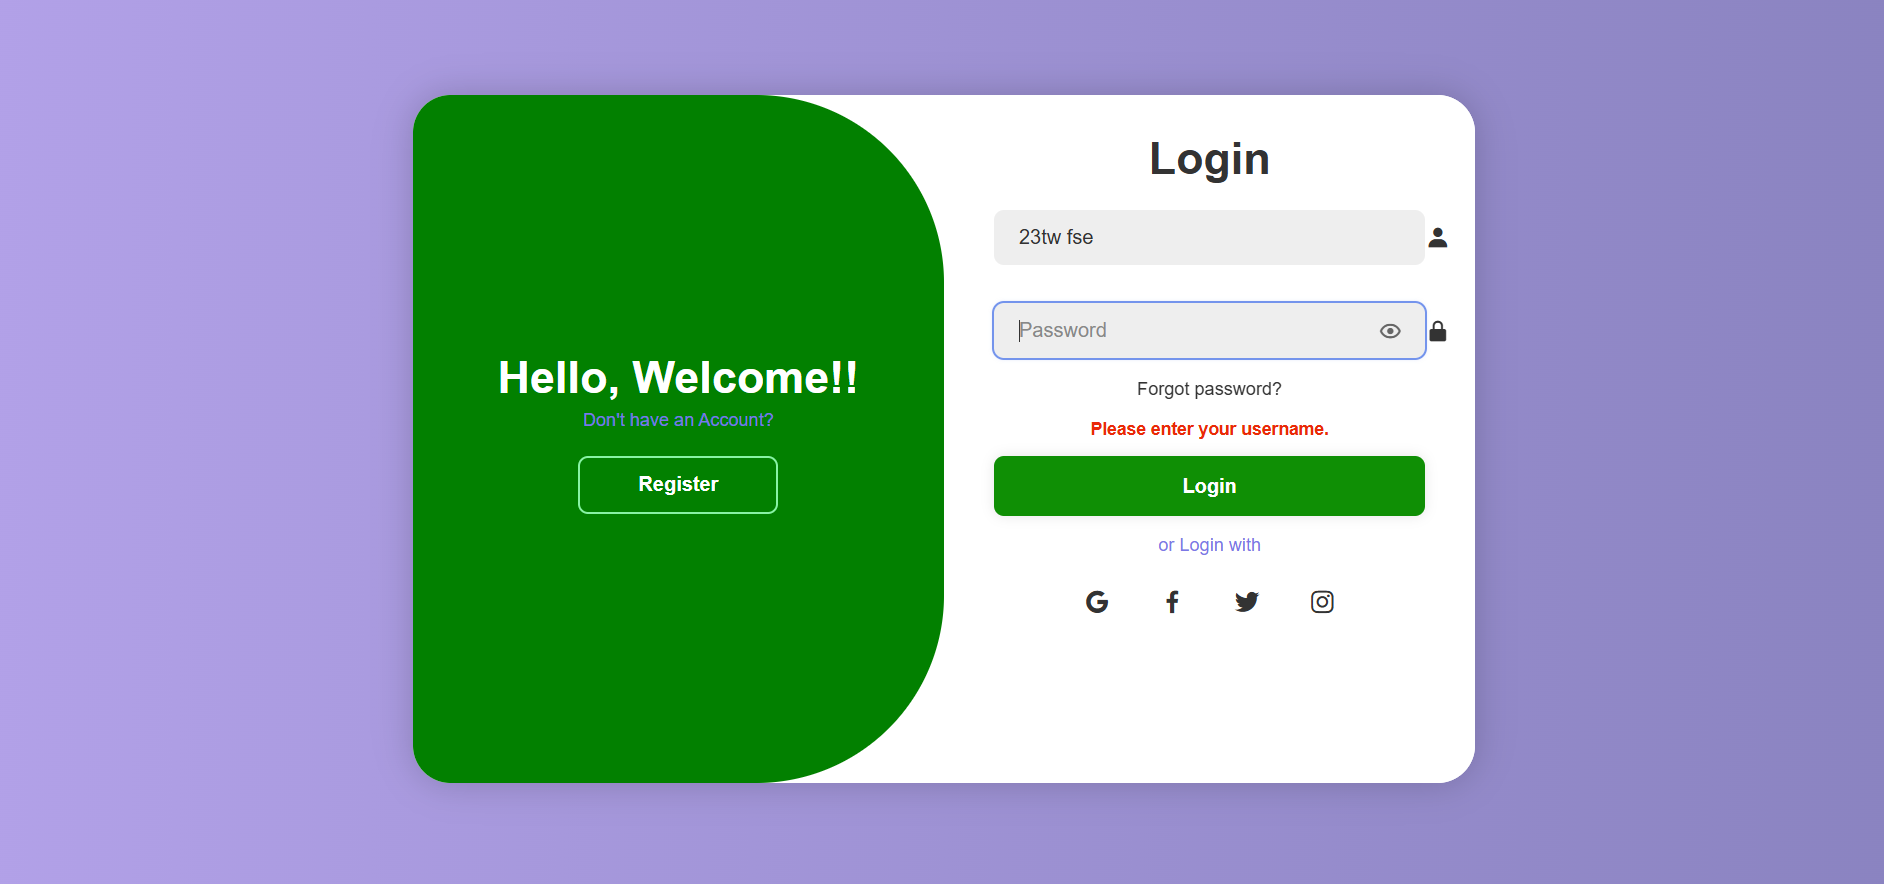 Hello, Welcome!!
Don't have an Account?
Register
Login
23tw fse
Password
Forgot password?
Please enter your username.
Login
or Login with